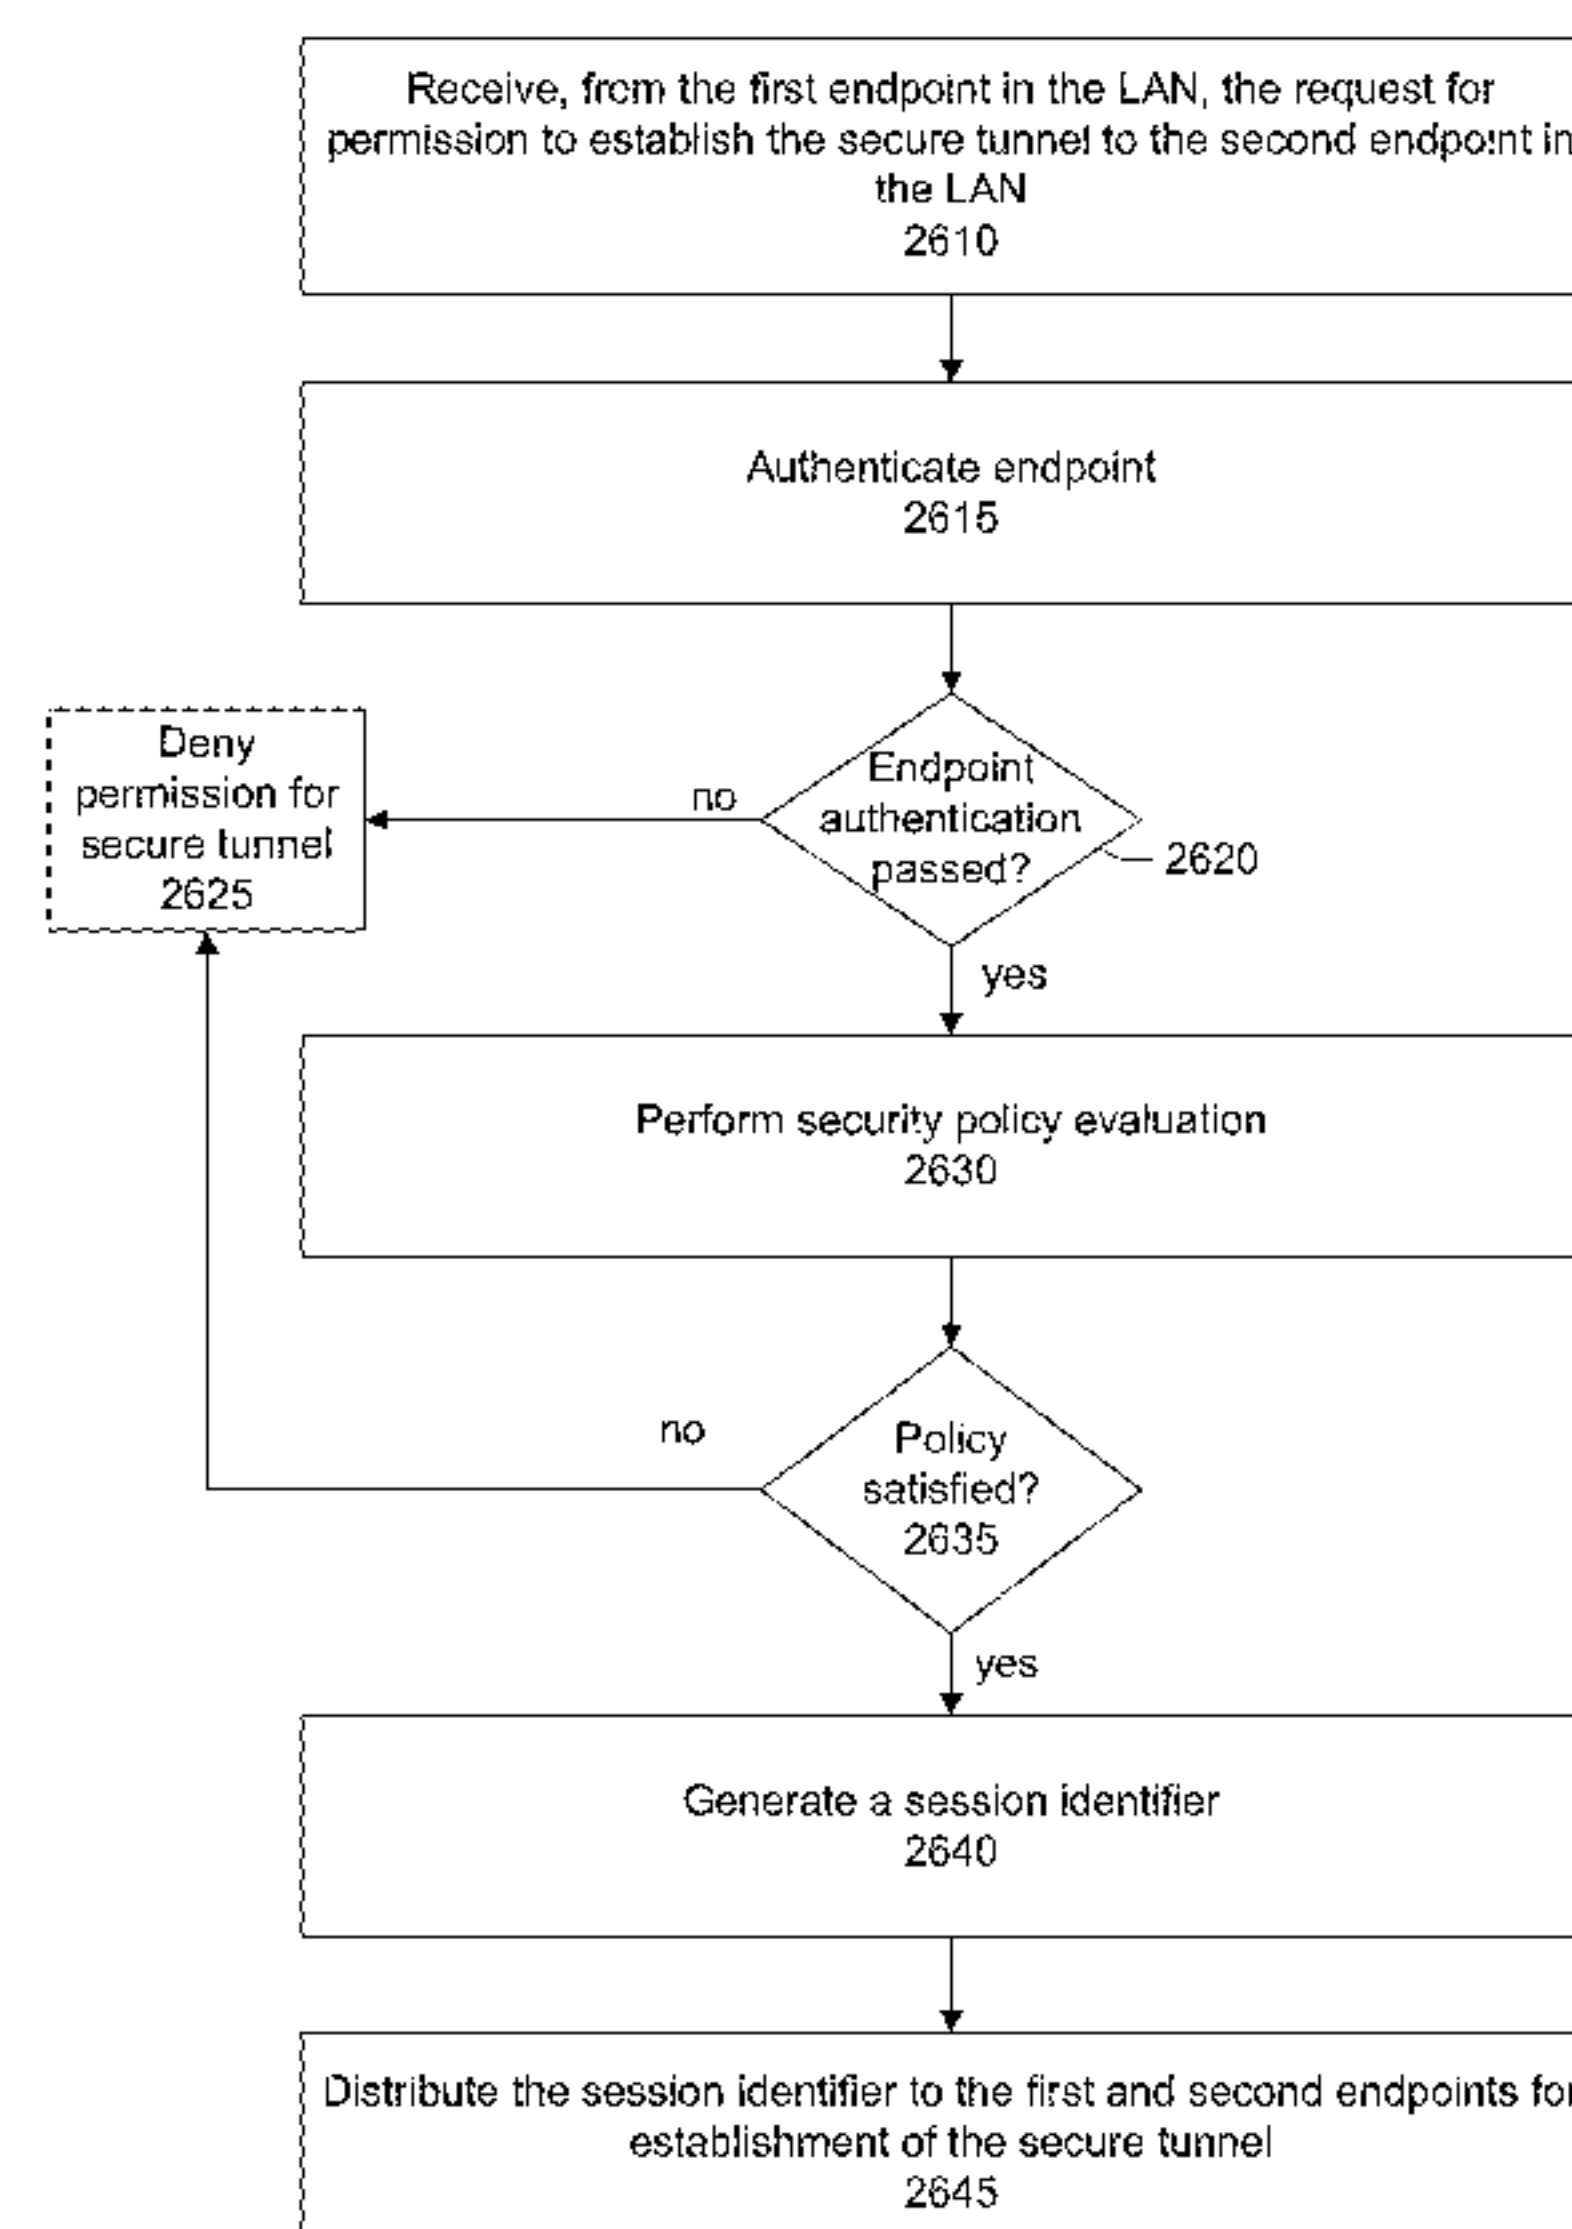 Receive, from the first endpoint in the LAN, the request for
permission to establish the secure tunnel to the second endpoint in
the LAN
2610
Authenticate endpoint
2615
Deny
permission for
secure tunnel
2625
no
Endpoint
authentication
passed?
2620
yes
Perform security policy evaluation
2630
no
Policy
satisfied?
2635
yes
Generate a session identifier
2640
Distribute the session identifier to the first and second endpoints for
establishment of the secure tunnel
2645